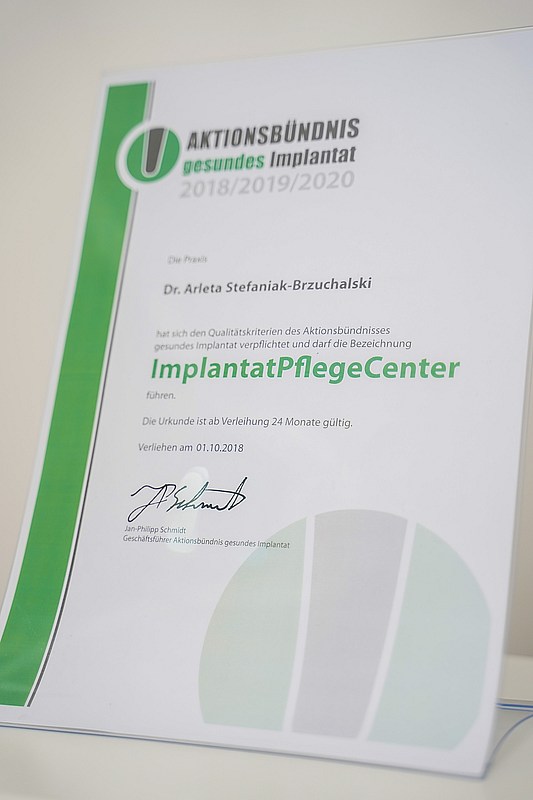 AKTIONSBÜNDNIS
gesundes Implantat
2018/2019/2020
Die Praxis
Dr. Arleta Stefaniak-Brzuchalski
hat sich den Qualitätskriterien des Aktionsbündnisses
gesundes Implantat verpflichtet und darf die Bezeichnung
ImplantatPflegeCenter
führen.
Die Urkunde ist ab Verleihung 24 Monate gültig.
Verliehen am 01.10.2018
JPSchmidt
Jan-Philipp Schmidt
Geschäftsführer Aktionsbündnis gesundes Implantat